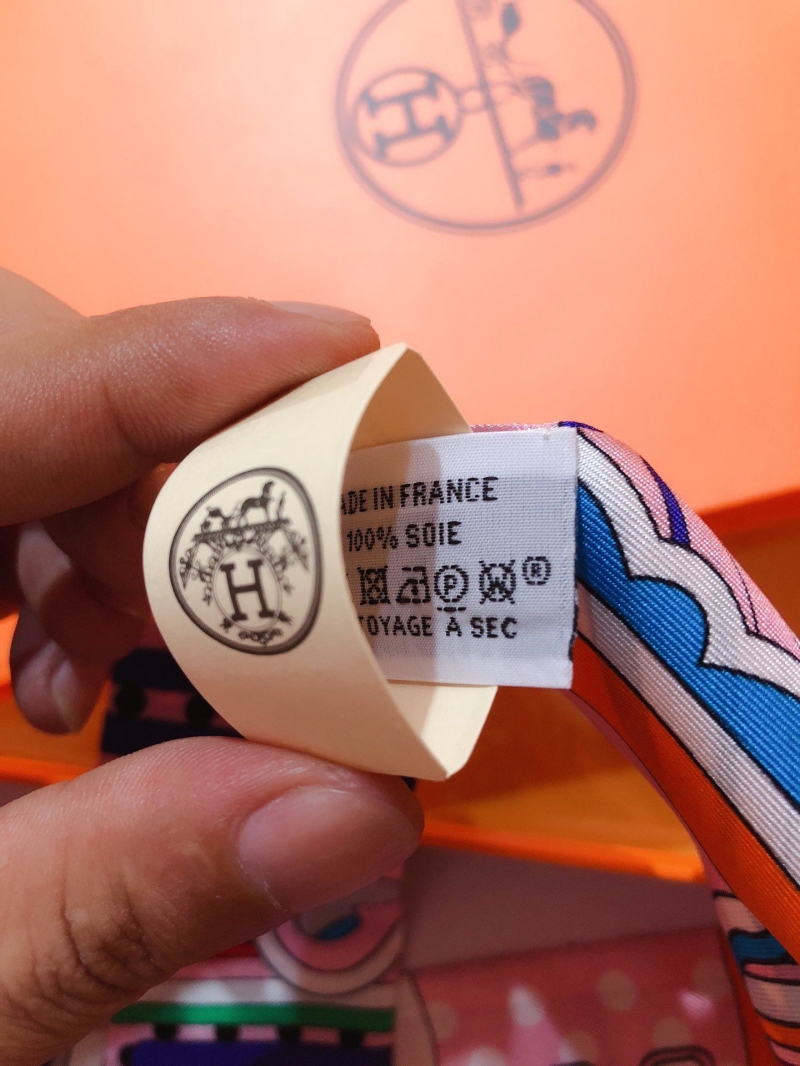 H
H
ADE IN FRANCE
100% SOIE
P W ®
TOYAGE À SEC